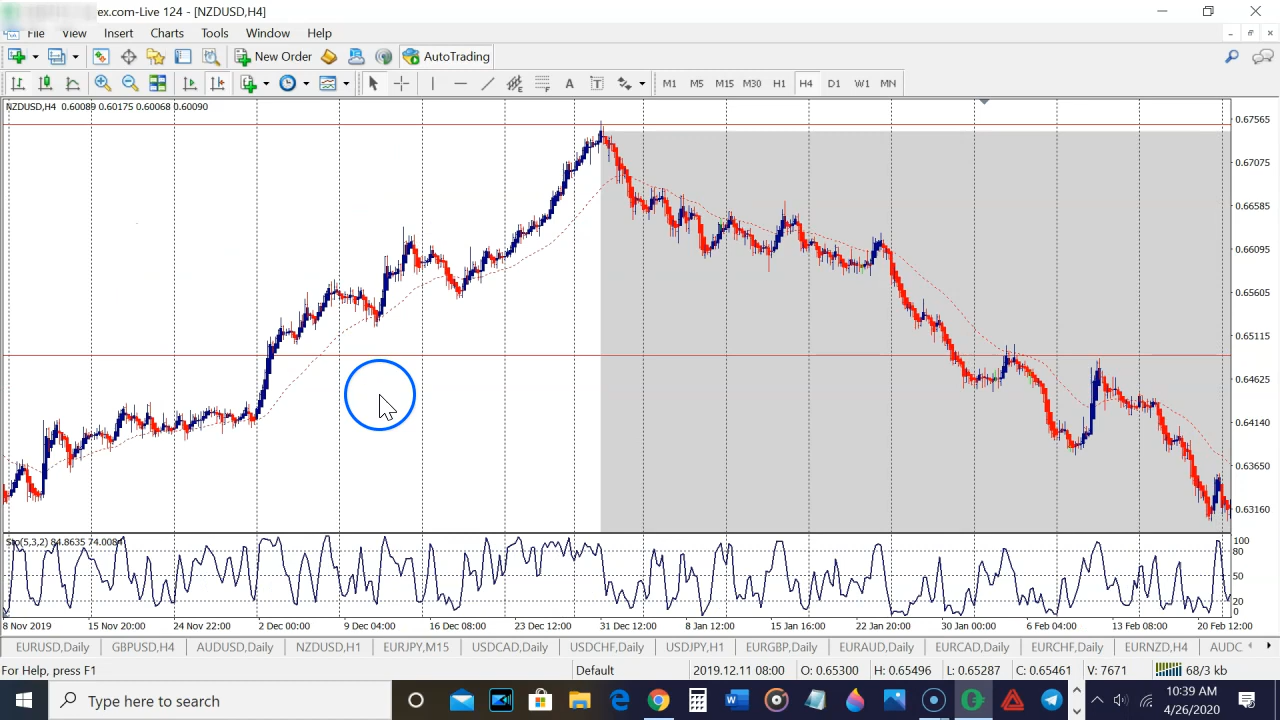 ex.com-Live 124 - [NZDUSD,H4]
File View Insert Charts Tools Window Help
New Order AutoTrading
A T M1 M5 M15 M30 H1 H4 D1 W1 MN
NZDUSD,H4 0.60089 0.60175 0.60068 0.60090
0.67565
0.67075
0.66585
0.66095
0.65605
0.65115
0.64625
0.64140
0.63650
0.63160
Sto(5,3,2) 84.8635 74.0084
100
80
50
20
0
8 Nov 2019 15 Nov 20:00 24 Nov 22:00 2 Dec 00:00 9 Dec 04:00 16 Dec 08:00 23 Dec 12:00 31 Dec 12:00 8 Jan 12:00 15 Jan 16:00 22 Jan 20:00 30 Jan 00:00 6 Feb 04:00 13 Feb 08:00 20 Feb 12:00
EURUSD,Daily GBPUSD,H4 AUDUSD,Daily NZDUSD,H1 EURJPY,M15 USDCAD,Daily USDCHF,Daily USDJPY,H1 EURGBP,Daily EURAUD,Daily EURCAD,Daily EURCHF,Daily EURNZD,H4 AUDC
For Help, press F1 Default 2019.12.11 08:00 O: 0.65300 H: 0.65496 L: 0.65287 C: 0.65461 V: 7671 68/3 kb
Type here to search
10:39 AM
4/26/2020